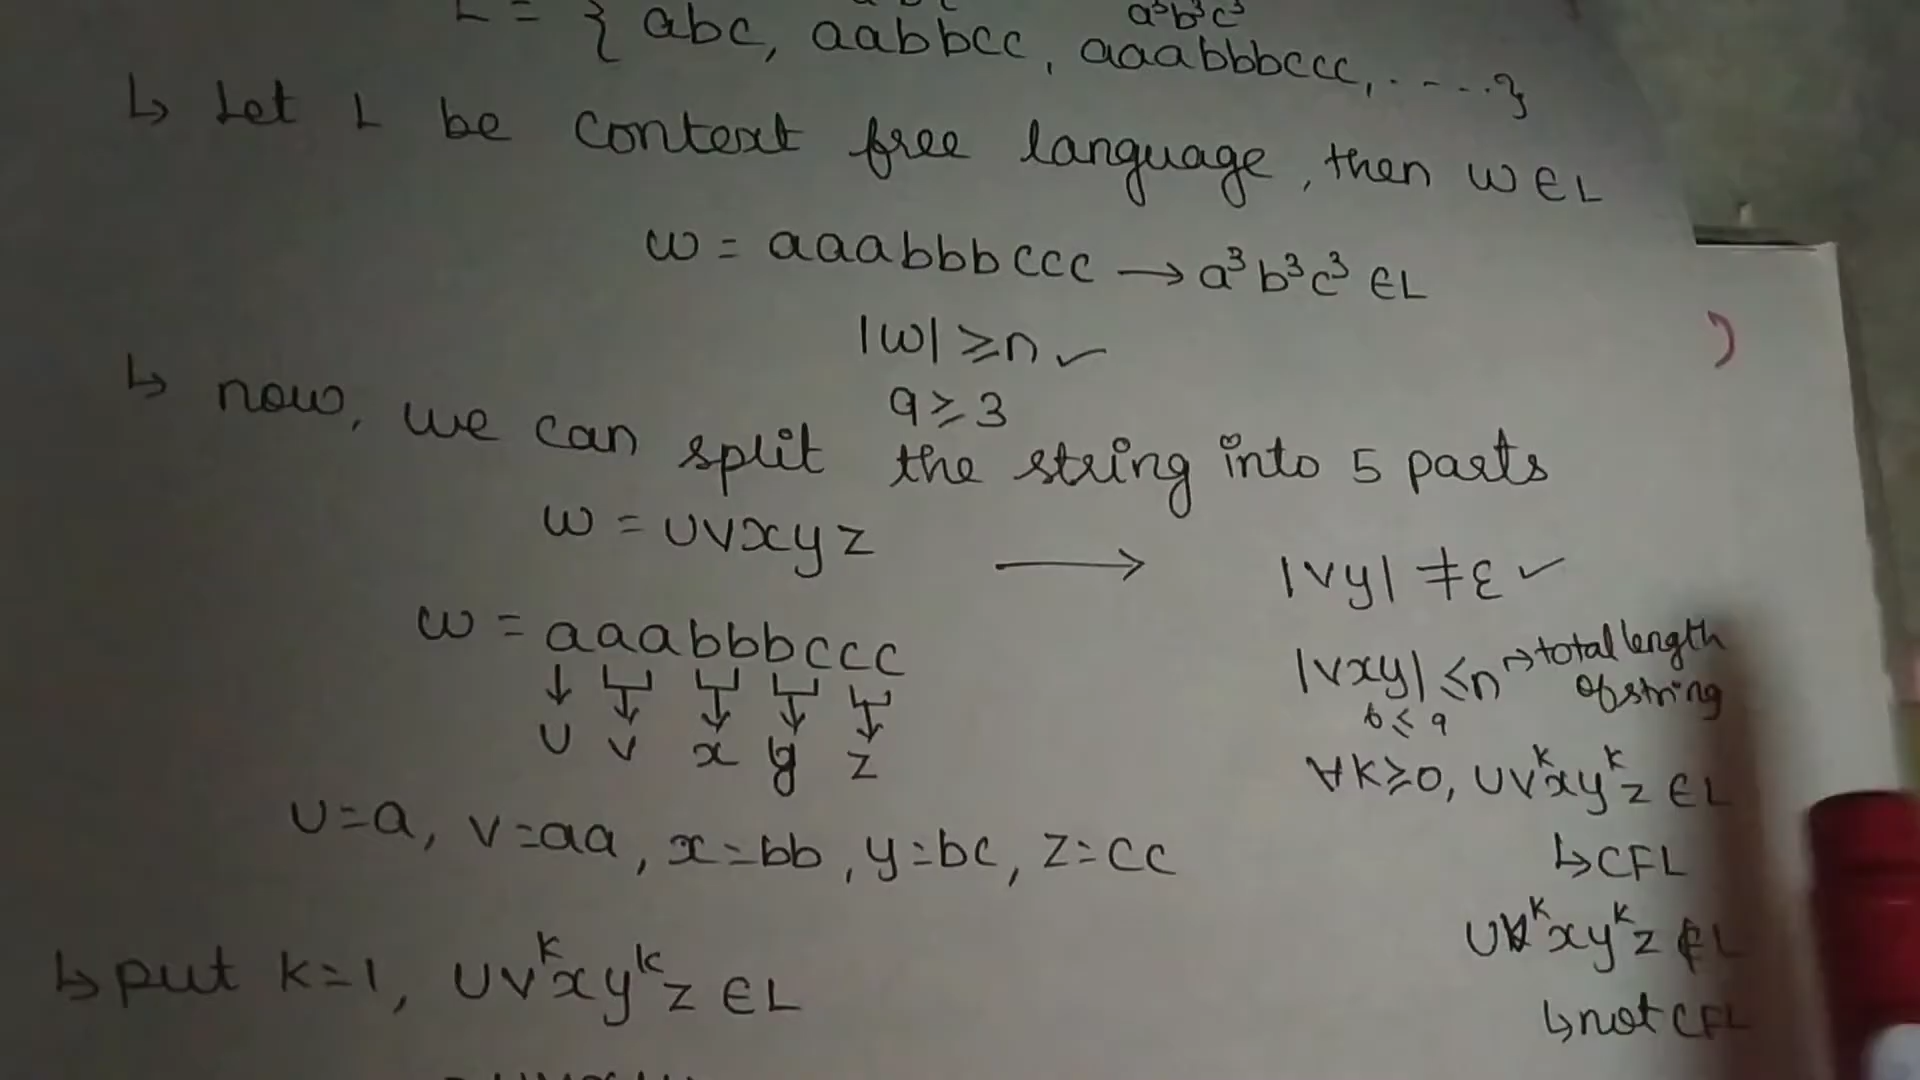 L = { abc, aabbcc, aaabbbccc, .....}
a³b³c³
↳ Let L be context free language, then w∈L
w = aaabbbccc → a³b³c³ ∈L
|w| ≥n ✓
9≥3
↳ now, we can split the string into 5 parts
w = uvxyz → |vy| ≠ε ✓
w = aaabbbccc
|vxy| ≤n → total length of string
6 ≤ 9
u v x y z
∀k≥0, uvᵏxyᵏz ∈L
u=a, v=aa, x=bb, y=bc, z=cc
↳CFL
uvᵏxyᵏz ∉L
↳put k=1, uvᵏxyᵏz ∈L
↳not CFL